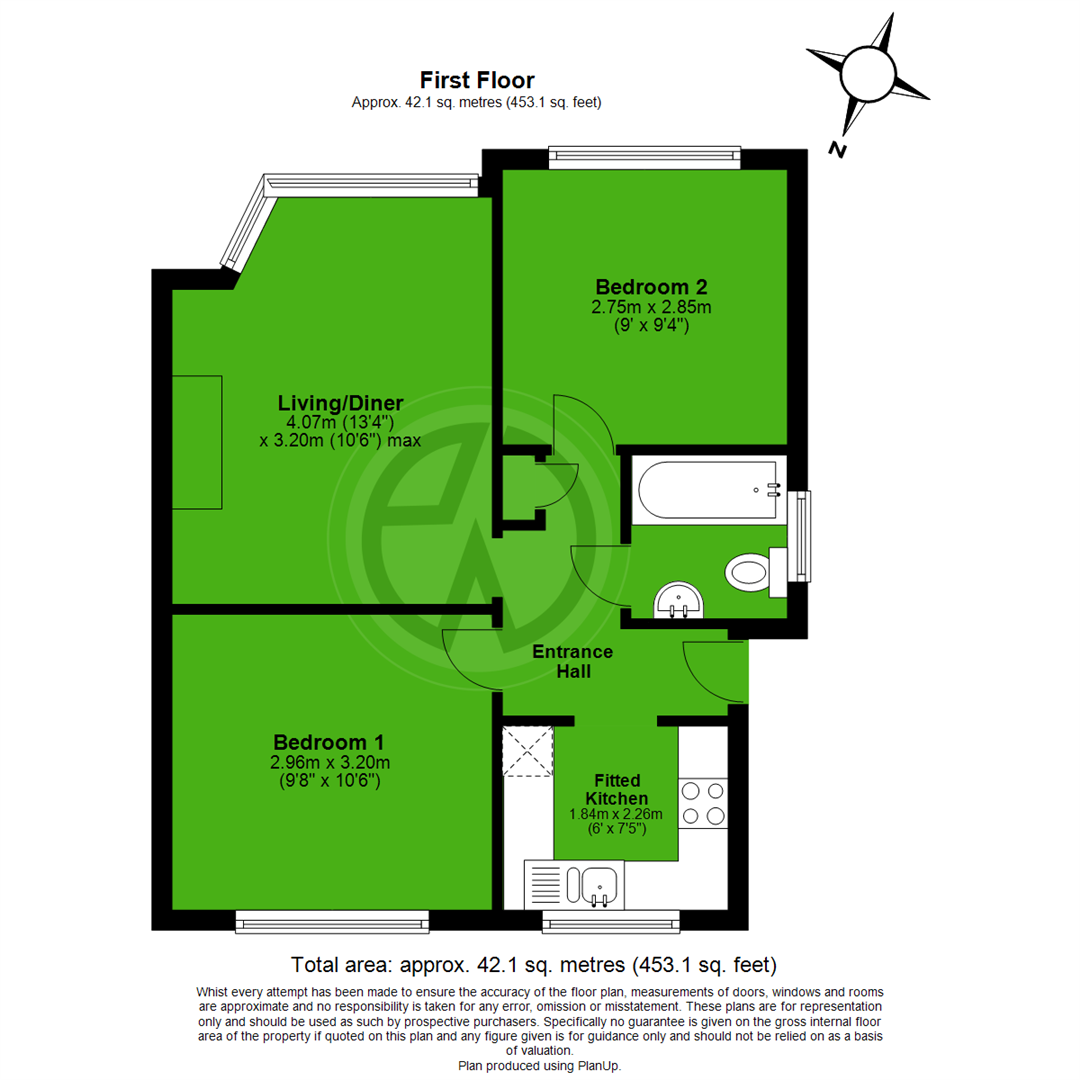 First Floor
Approx. 42.1 sq. metres (453.1 sq. feet)
N
Bedroom 2
2.75m x 2.85m
(9' x 9'4")
Living/Diner
4.07m (13'4")
x 3.20m (10'6") max
Entrance
Hall
Bedroom 1
2.96m x 3.20m
(9'8" x 10'6")
Fitted
Kitchen
1.84m x 2.26m
(6' x 7'5")
Total area: approx. 42.1 sq. metres (453.1 sq. feet)
Whilst every attempt has been made to ensure the accuracy of the floor plan, measurements of doors, windows and rooms
are approximate and no responsibility is taken for any error, omission or misstatement. These plans are for representation
only and should be used as such by prospective purchasers. Specifically no guarantee is given on the gross internal floor
area of the property if quoted on this plan and any figure given is for guidance only and should not be relied on as a basis
of valuation.
Plan produced using PlanUp.